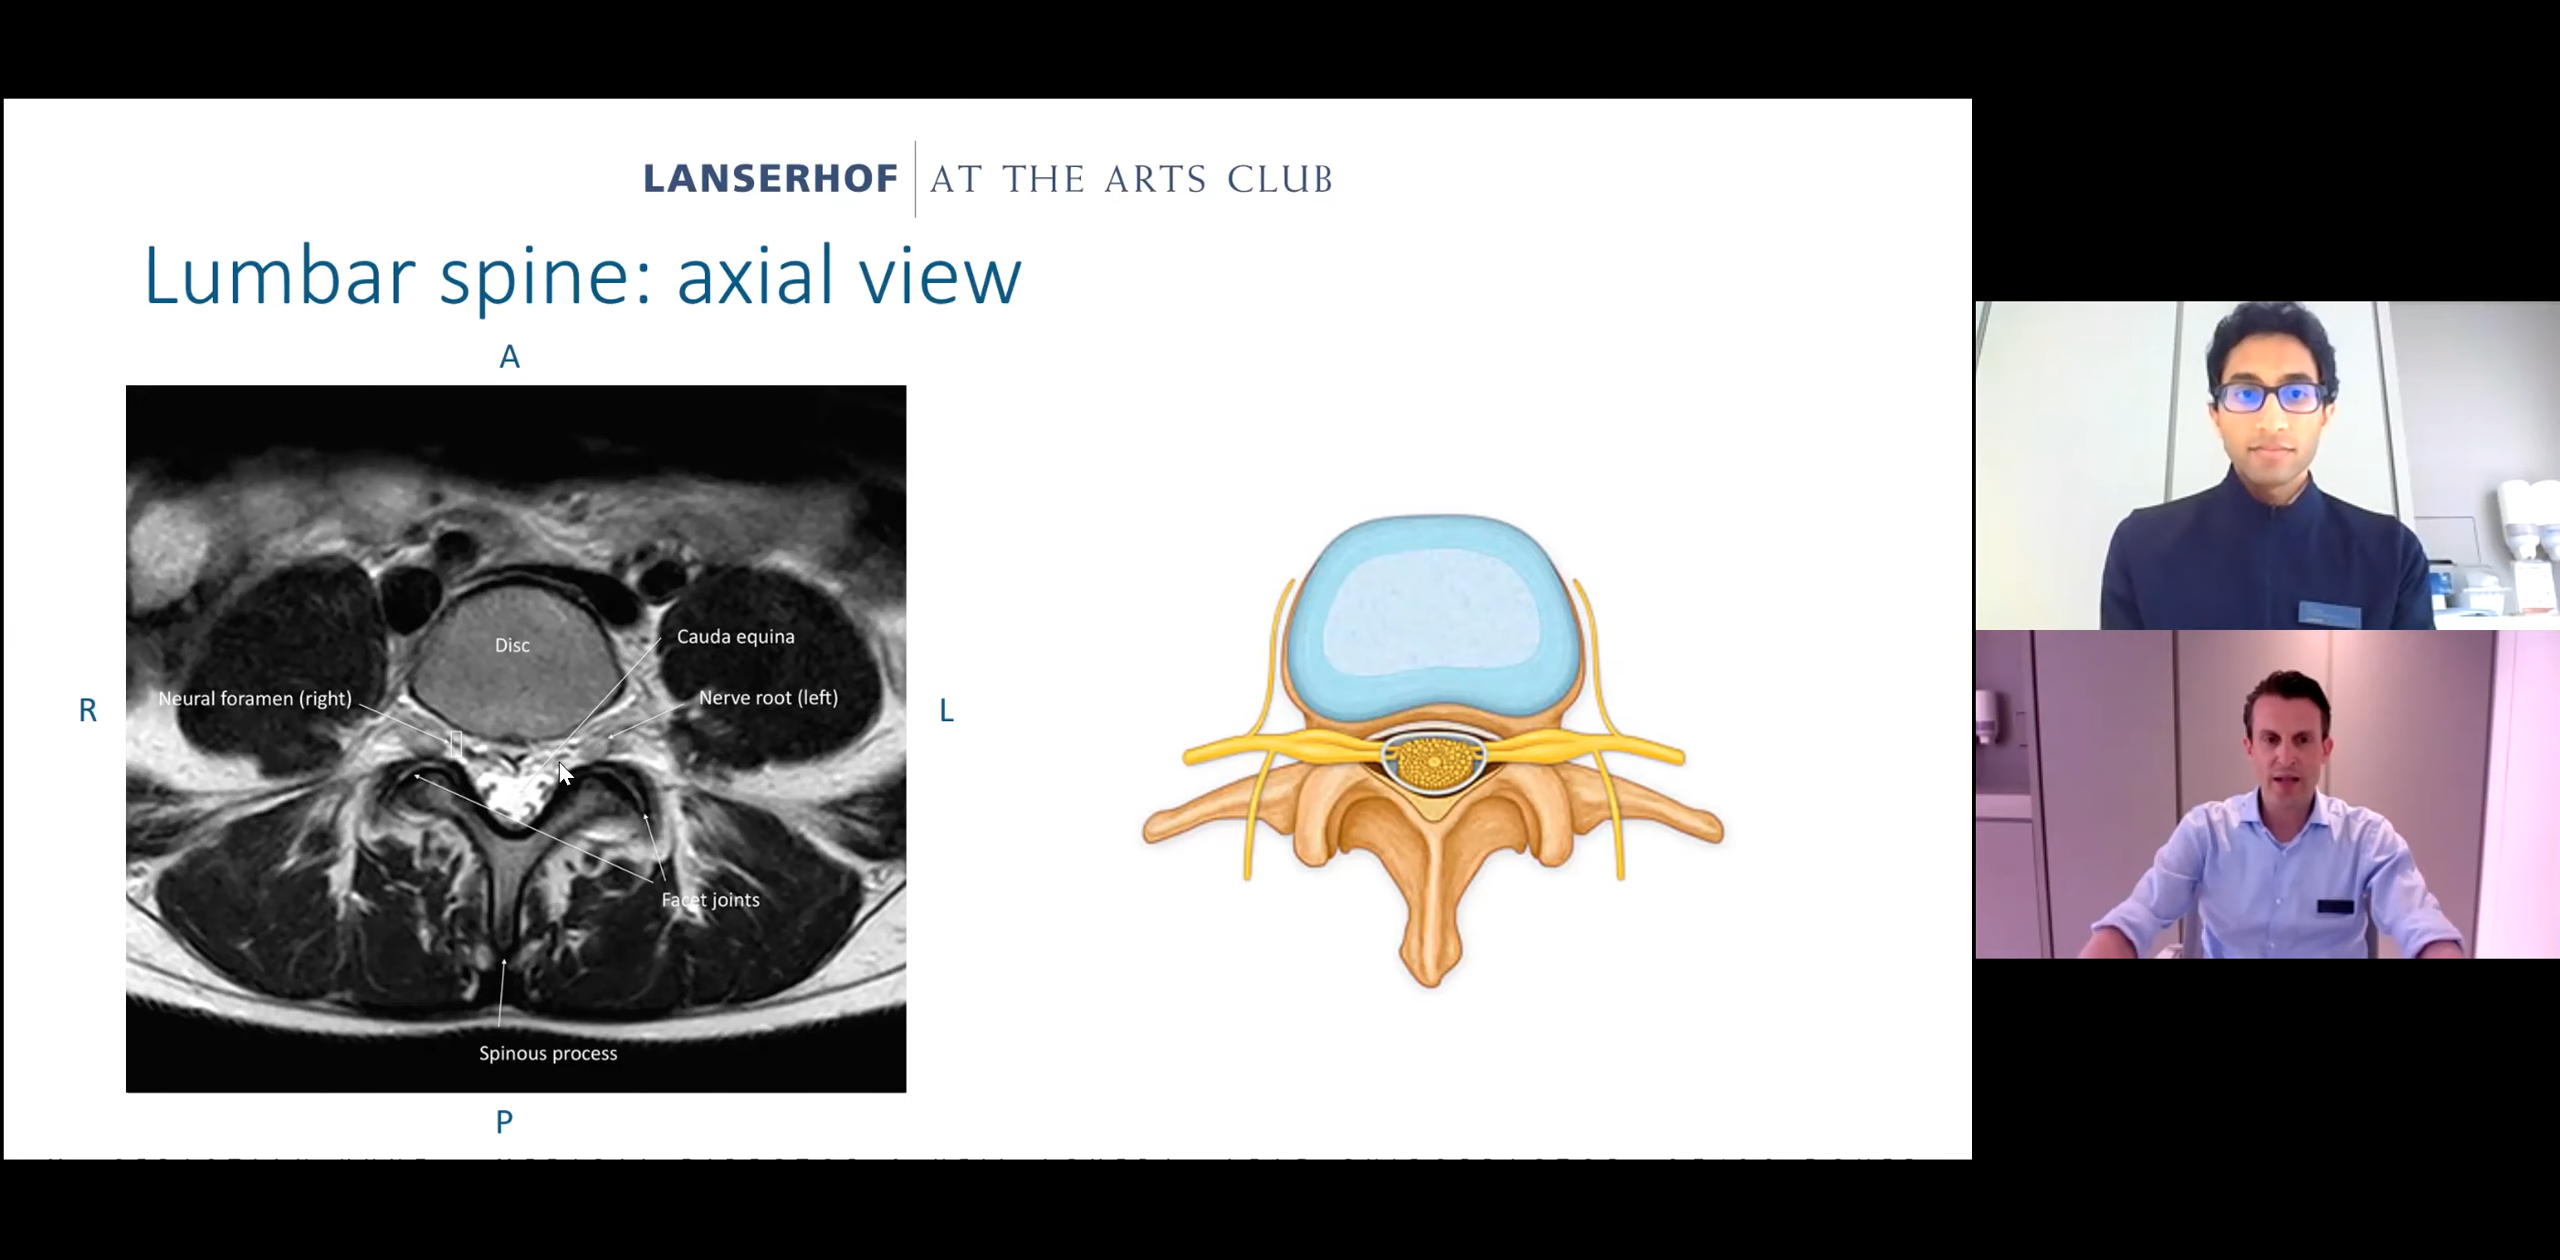 LANSERHOF AT THE ARTS CLUB
Lumbar spine: axial view
A
Disc
Cauda equina
Neural foramen (right)
Nerve root (left)
R
L
Facet joints
Spinous process
P